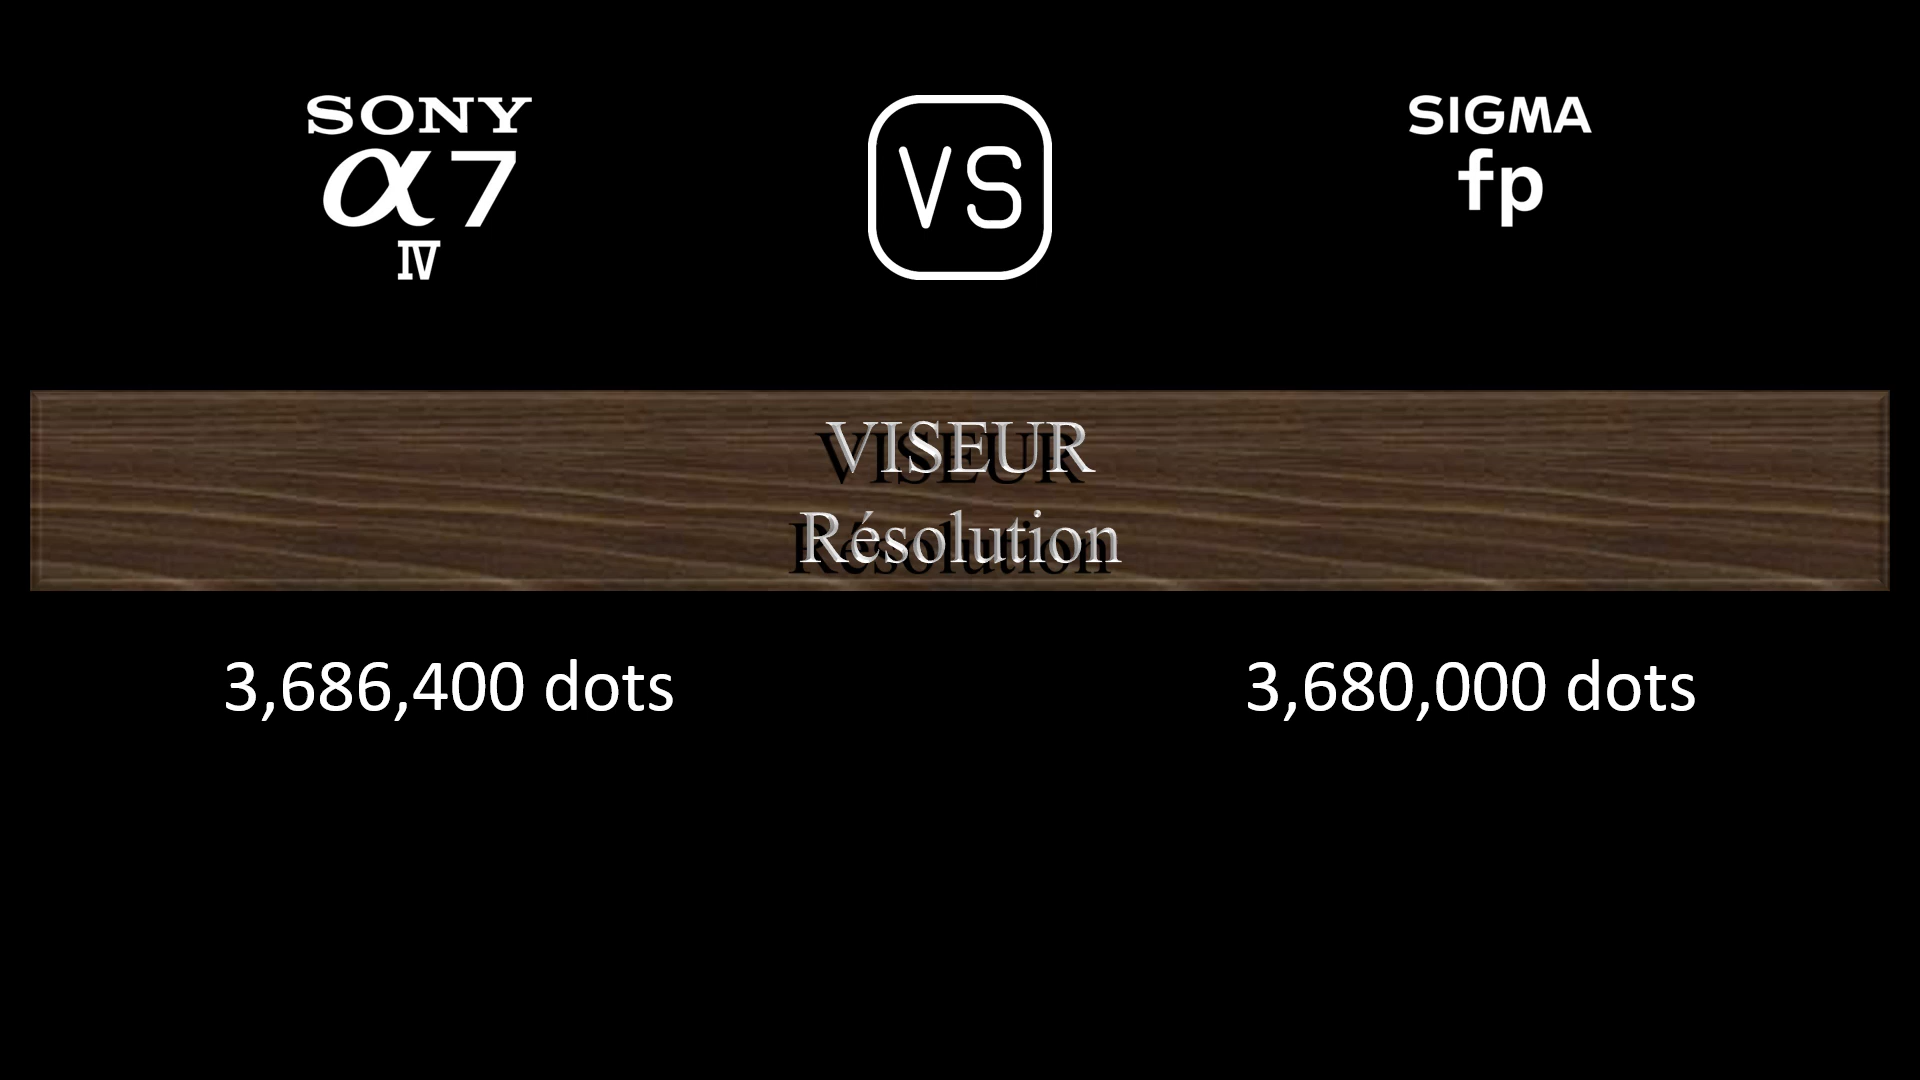 SONY
α7
IV
VS
SIGMA
fp
VISEUR
Résolution
3,686,400 dots
3,680,000 dots